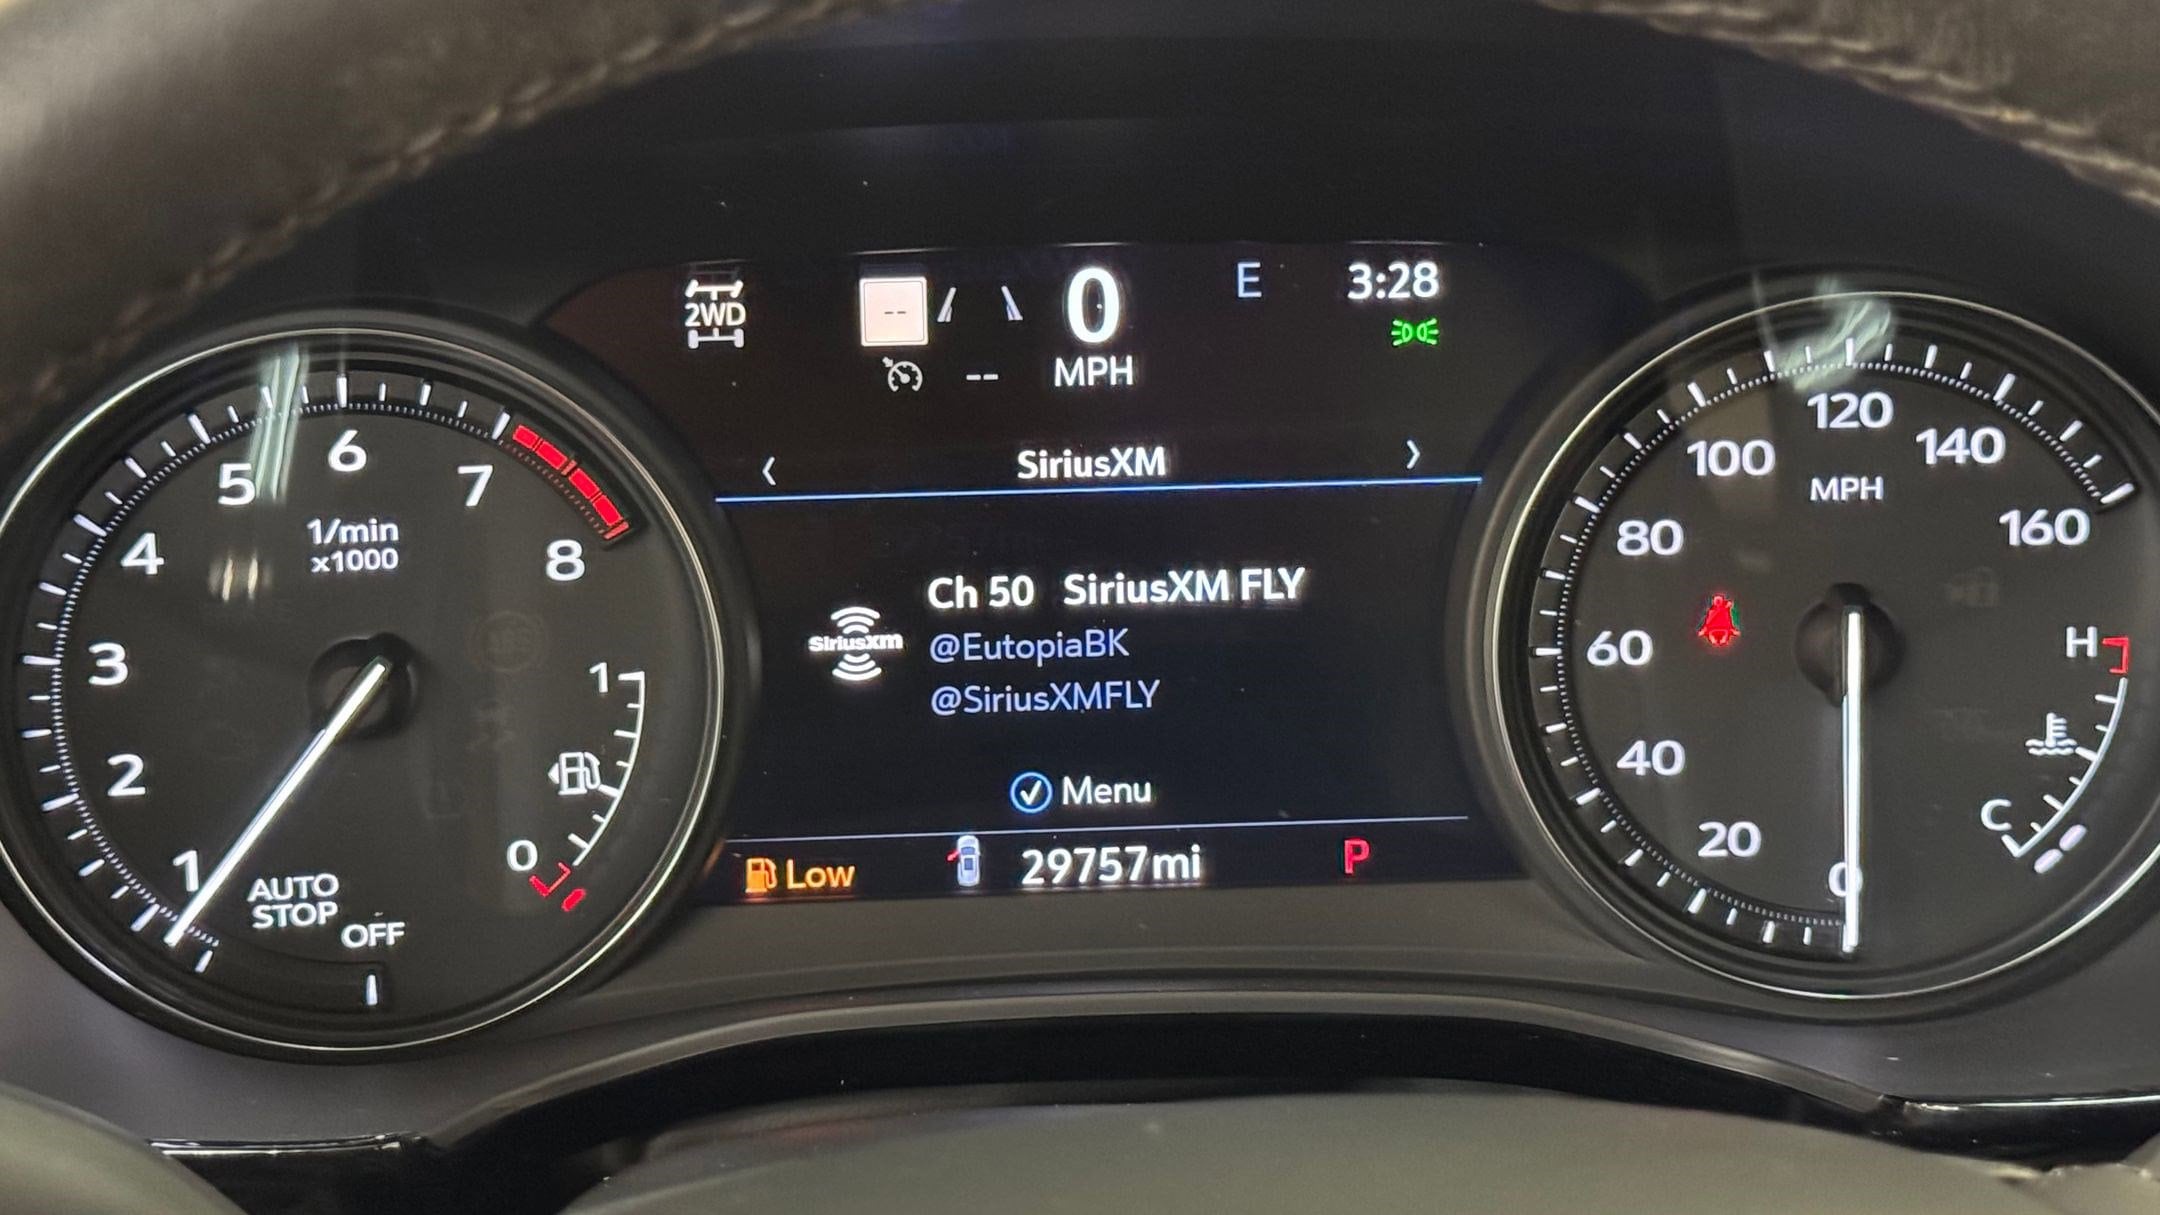 2WD
--
0
MPH
E
3:28
--
SiriusXM
Ch 50 SiriusXM FLY
siriusxm
@EutopiaBK
@SiriusXMFLY
Menu
Low
29757mi
P
1
2
3
4
5
6
7
8
1/min
x1000
AUTO
STOP
OFF
1
0
0
20
40
60
80
100
120
140
160
MPH
H
C